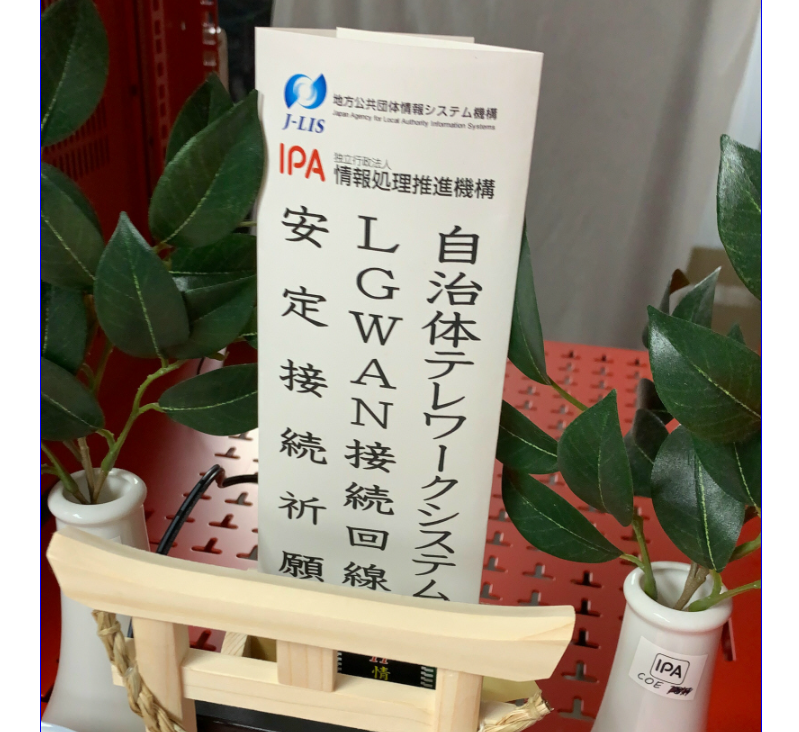 J-LIS
地方公共団体情報システム機構
Japan Agency for Local Authority Information Systems
IPA
独立行政法人
情報処理推進機構
自治体テレワークシステム
LGWAN接続回線
安定接続祈願
情
IPA
COE